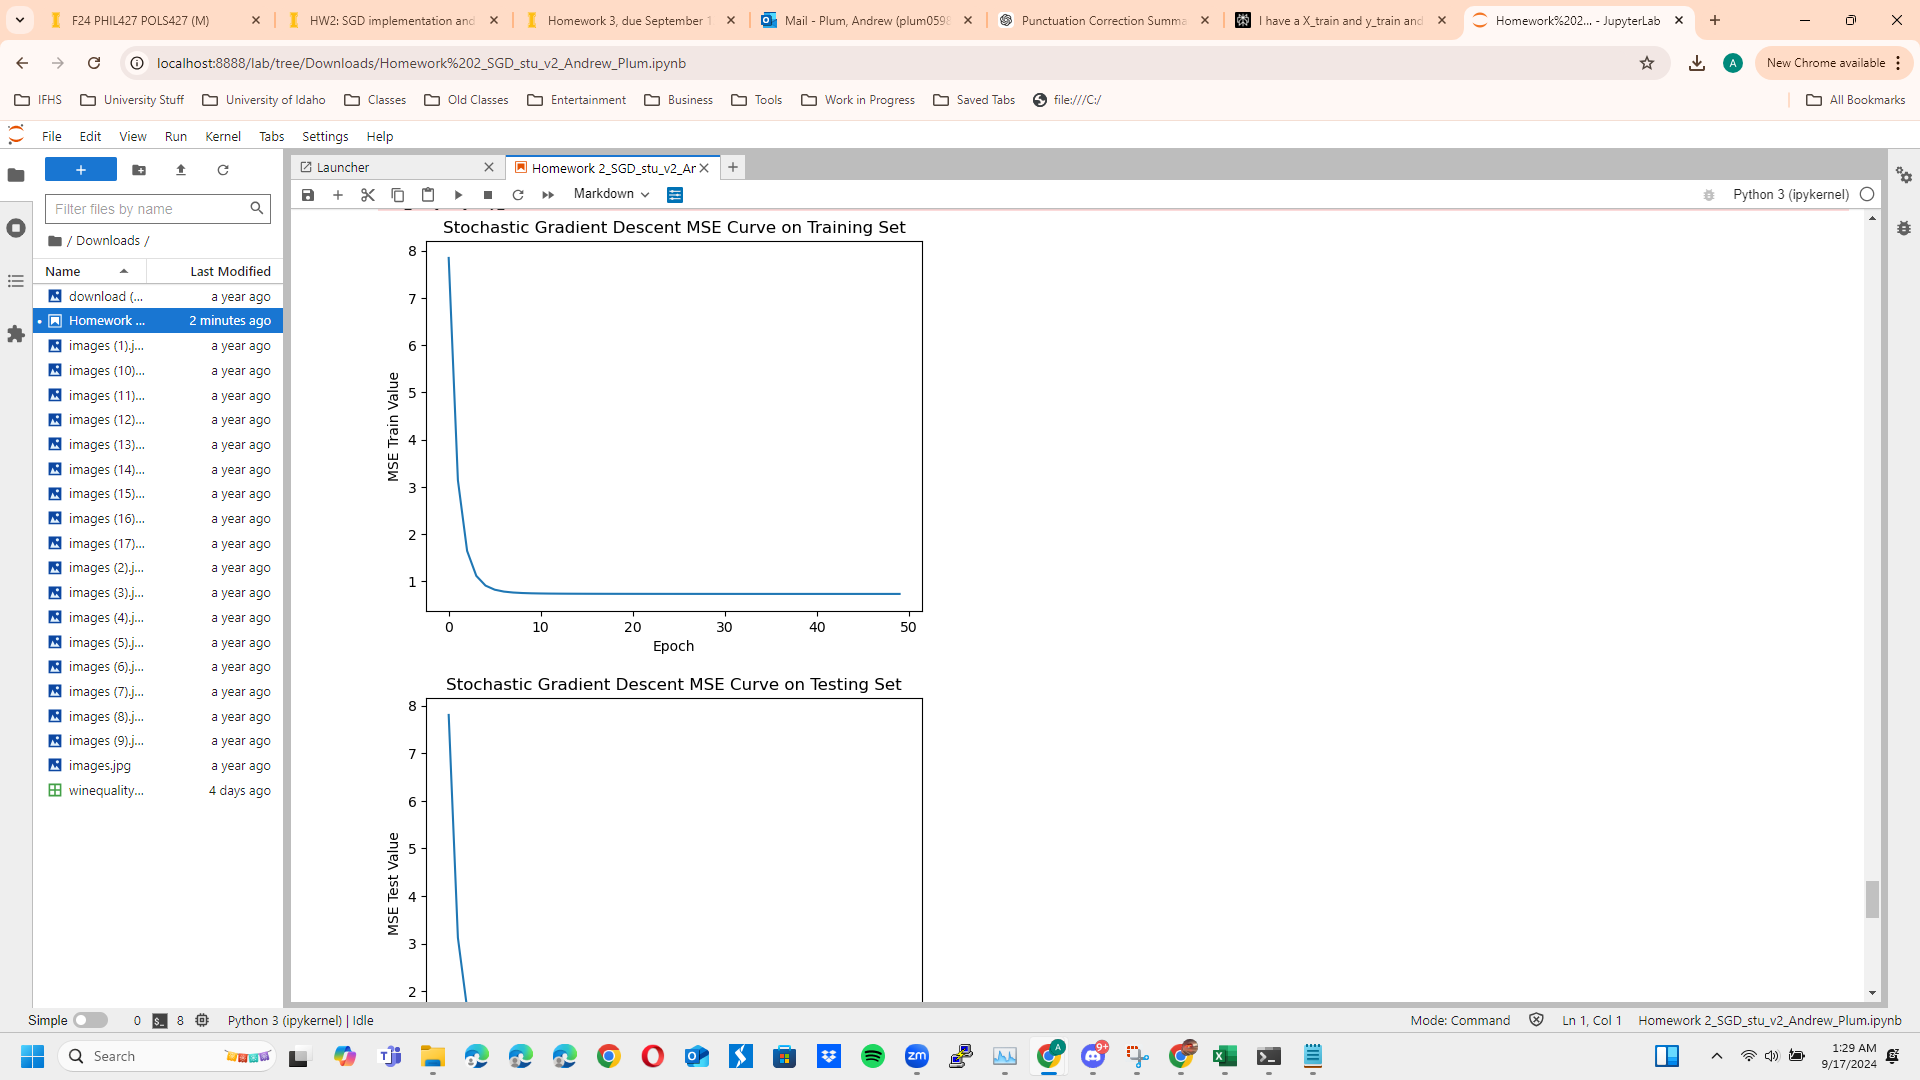 F24 PHIL427 POLS427 (M)
HW2: SGD implementation and
Homework 3, due September 1
Mail - Plum, Andrew (plum0598
Punctuation Correction Summa
I have a X_train and y_train and
Homework%202... - JupyterLab
localhost:8888/lab/tree/Downloads/Homework%202_SGD_stu_v2_Andrew_Plum.ipynb
A
New Chrome available
IFHS
University Stuff
University of Idaho
Classes
Old Classes
Entertainment
Business
Tools
Work in Progress
Saved Tabs
file:///C:/
All Bookmarks
File Edit View Run Kernel Tabs Settings Help
Launcher
Homework 2_SGD_stu_v2_Ar
Markdown
Python 3 (ipykernel)
Filter files by name
/ Downloads /
Name Last Modified
download (... a year ago
Homework ... 2 minutes ago
images (1).j... a year ago
images (10)... a year ago
images (11)... a year ago
images (12)... a year ago
images (13)... a year ago
images (14)... a year ago
images (15)... a year ago
images (16)... a year ago
images (17)... a year ago
images (2).j... a year ago
images (3).j... a year ago
images (4).j... a year ago
images (5).j... a year ago
images (6).j... a year ago
images (7).j... a year ago
images (8).j... a year ago
images (9).j... a year ago
images.jpg a year ago
winequality... 4 days ago
Stochastic Gradient Descent MSE Curve on Training Set
MSE Train Value
8
7
6
5
4
3
2
1
0 10 20 30 40 50
Epoch
Stochastic Gradient Descent MSE Curve on Testing Set
MSE Test Value
8
7
6
5
4
3
2
Simple 0 8 Python 3 (ipykernel) | Idle
Mode: Command Ln 1, Col 1 Homework 2_SGD_stu_v2_Andrew_Plum.ipynb
Search
zm
A
9+
1:29 AM
9/17/2024